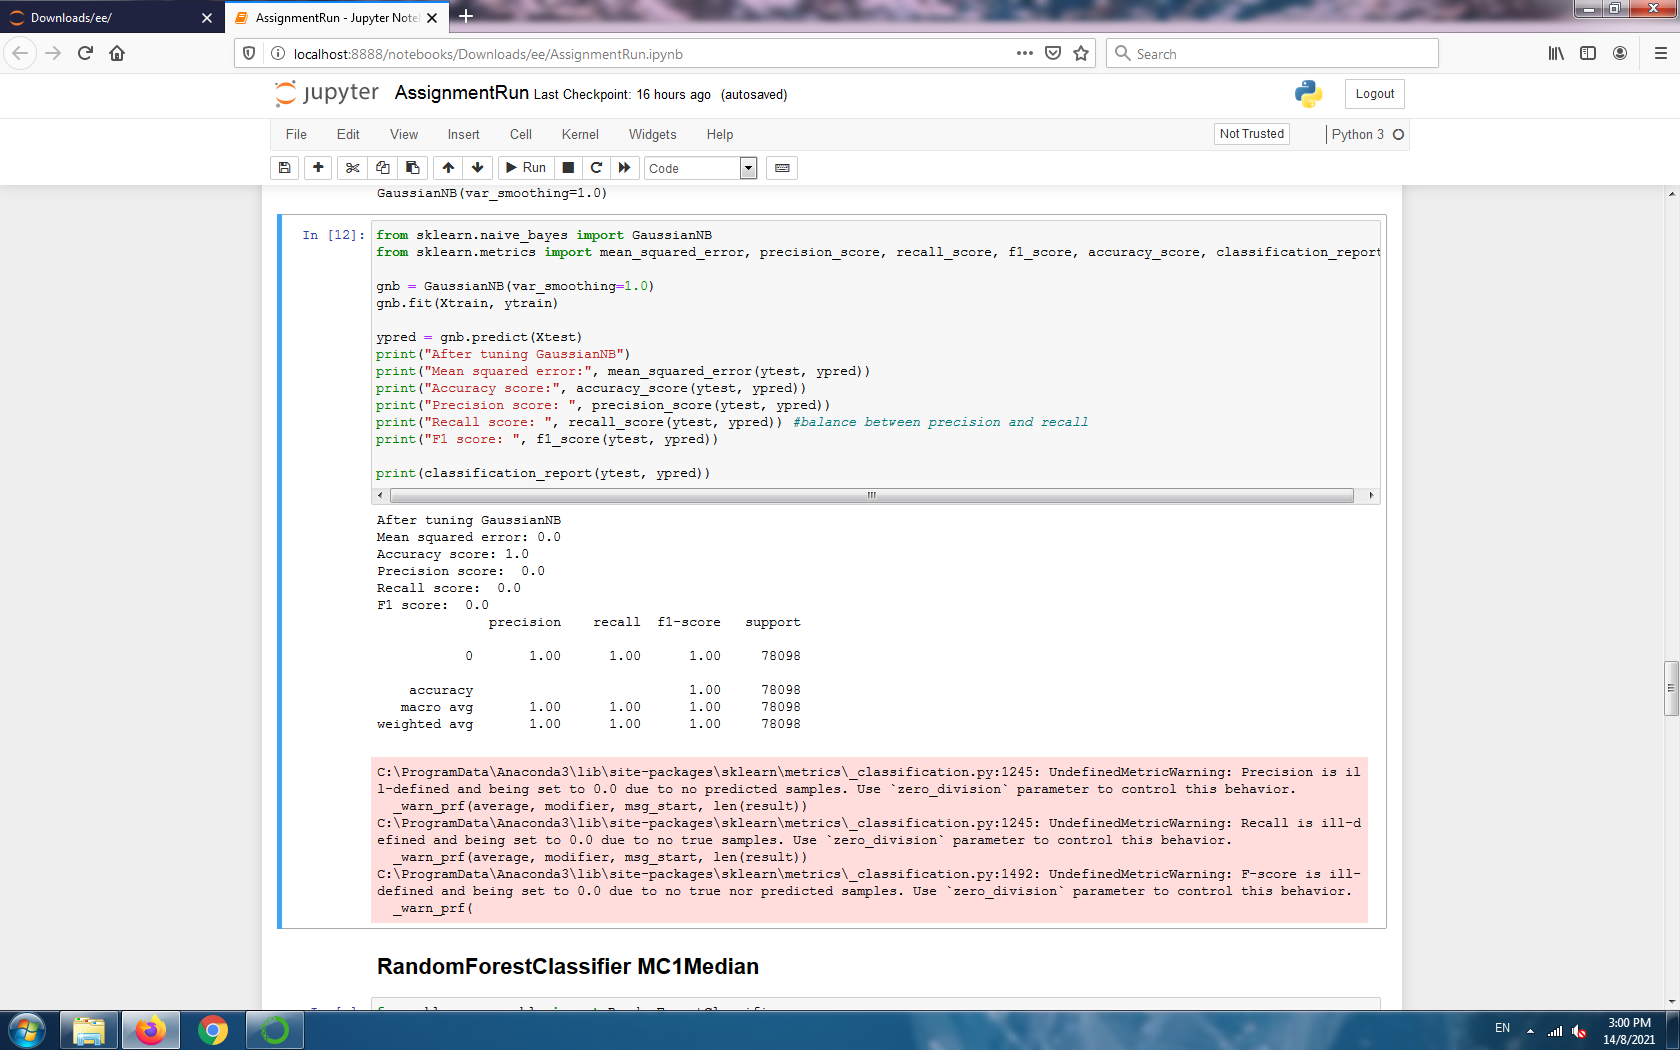 Downloads/ee/
AssignmentRun - Jupyter Note
localhost:8888/notebooks/Downloads/ee/AssignmentRun.ipynb
Search
jupyter AssignmentRun Last Checkpoint: 16 hours ago (autosaved)
Logout
File Edit View Insert Cell Kernel Widgets Help
Not Trusted
Python 3
Run
Code
GaussianNB(var_smoothing=1.0)
In [12]: from sklearn.naive_bayes import GaussianNB
from sklearn.metrics import mean_squared_error, precision_score, recall_score, f1_score, accuracy_score, classification_report
gnb = GaussianNB(var_smoothing=1.0)
gnb.fit(Xtrain, ytrain)
ypred = gnb.predict(Xtest)
print("After tuning GaussianNB")
print("Mean squared error:", mean_squared_error(ytest, ypred))
print("Accuracy score:", accuracy_score(ytest, ypred))
print("Precision score: ", precision_score(ytest, ypred))
print("Recall score: ", recall_score(ytest, ypred)) #balance between precision and recall
print("F1 score: ", f1_score(ytest, ypred))
print(classification_report(ytest, ypred))
After tuning GaussianNB
Mean squared error: 0.0
Accuracy score: 1.0
Precision score:  0.0
Recall score:  0.0
F1 score:  0.0
precision recall f1-score support
0 1.00 1.00 1.00 78098
accuracy 1.00 78098
macro avg 1.00 1.00 1.00 78098
weighted avg 1.00 1.00 1.00 78098
C:\ProgramData\Anaconda3\lib\site-packages\sklearn\metrics\_classification.py:1245: UndefinedMetricWarning: Precision is il
l-defined and being set to 0.0 due to no predicted samples. Use `zero_division` parameter to control this behavior.
_warn_prf(average, modifier, msg_start, len(result))
C:\ProgramData\Anaconda3\lib\site-packages\sklearn\metrics\_classification.py:1245: UndefinedMetricWarning: Recall is ill-d
efined and being set to 0.0 due to no true samples. Use `zero_division` parameter to control this behavior.
_warn_prf(average, modifier, msg_start, len(result))
C:\ProgramData\Anaconda3\lib\site-packages\sklearn\metrics\_classification.py:1492: UndefinedMetricWarning: F-score is ill-
defined and being set to 0.0 due to no true nor predicted samples. Use `zero_division` parameter to control this behavior.
_warn_prf(
RandomForestClassifier MC1Median
EN
3:00 PM
14/8/2021